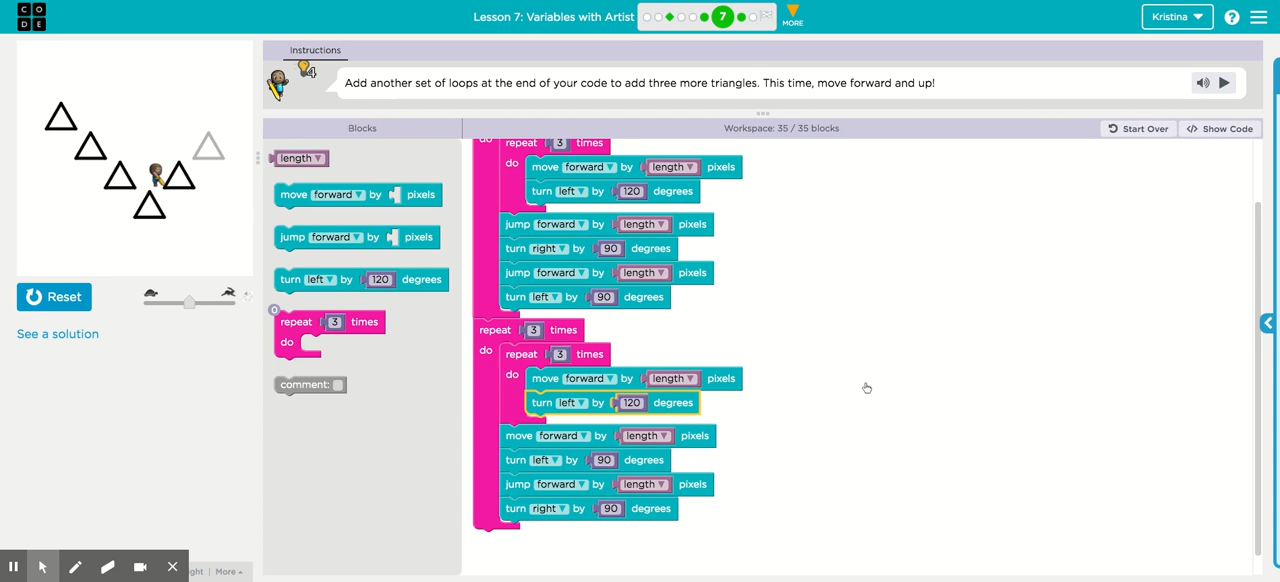 C O
D E
Lesson 7: Variables with Artist
7
MORE
Kristina
?
Instructions
4
Add another set of loops at the end of your code to add three more triangles. This time, move forward and up!
Blocks
Workspace: 35 / 35 blocks
Start Over
</> Show Code
length
move forward by pixels
jump forward by pixels
turn left by 120 degrees
0
repeat 3 times
do
comment:
Reset
See a solution
do repeat 3 times
do move forward by length pixels
turn left by 120 degrees
jump forward by length pixels
turn right by 90 degrees
jump forward by length pixels
turn left by 90 degrees
repeat 3 times
do repeat 3 times
do move forward by length pixels
turn left by 120 degrees
move forward by length pixels
turn left by 90 degrees
jump forward by length pixels
turn right by 90 degrees
ght | More